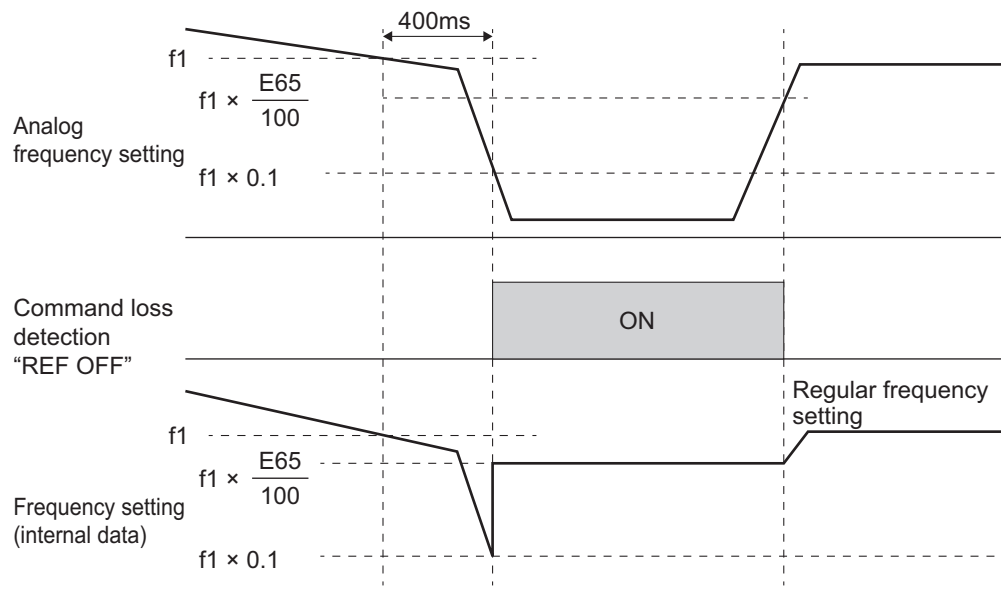 400ms
f1
f1 × E65
100
Analog
frequency setting
f1 × 0.1
Command loss
detection
“REF OFF”
ON
Regular frequency
setting
f1
f1 × E65
100
Frequency setting
(internal data)
f1 × 0.1